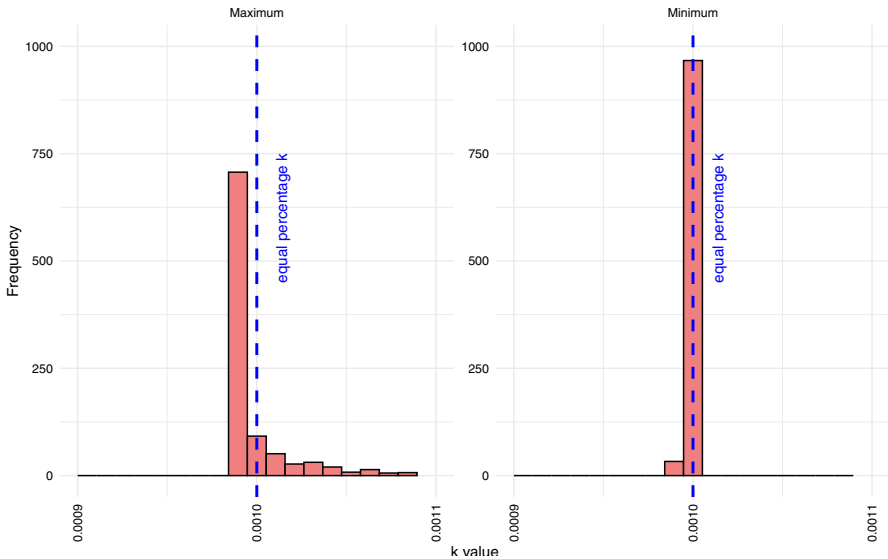 Maximum
Minimum
Frequency
1000
750
500
250
0
equal percentage k
0.0009
0.0010
0.0011
1000
750
500
250
0
equal percentage k
0.0009
0.0010
0.0011
k value